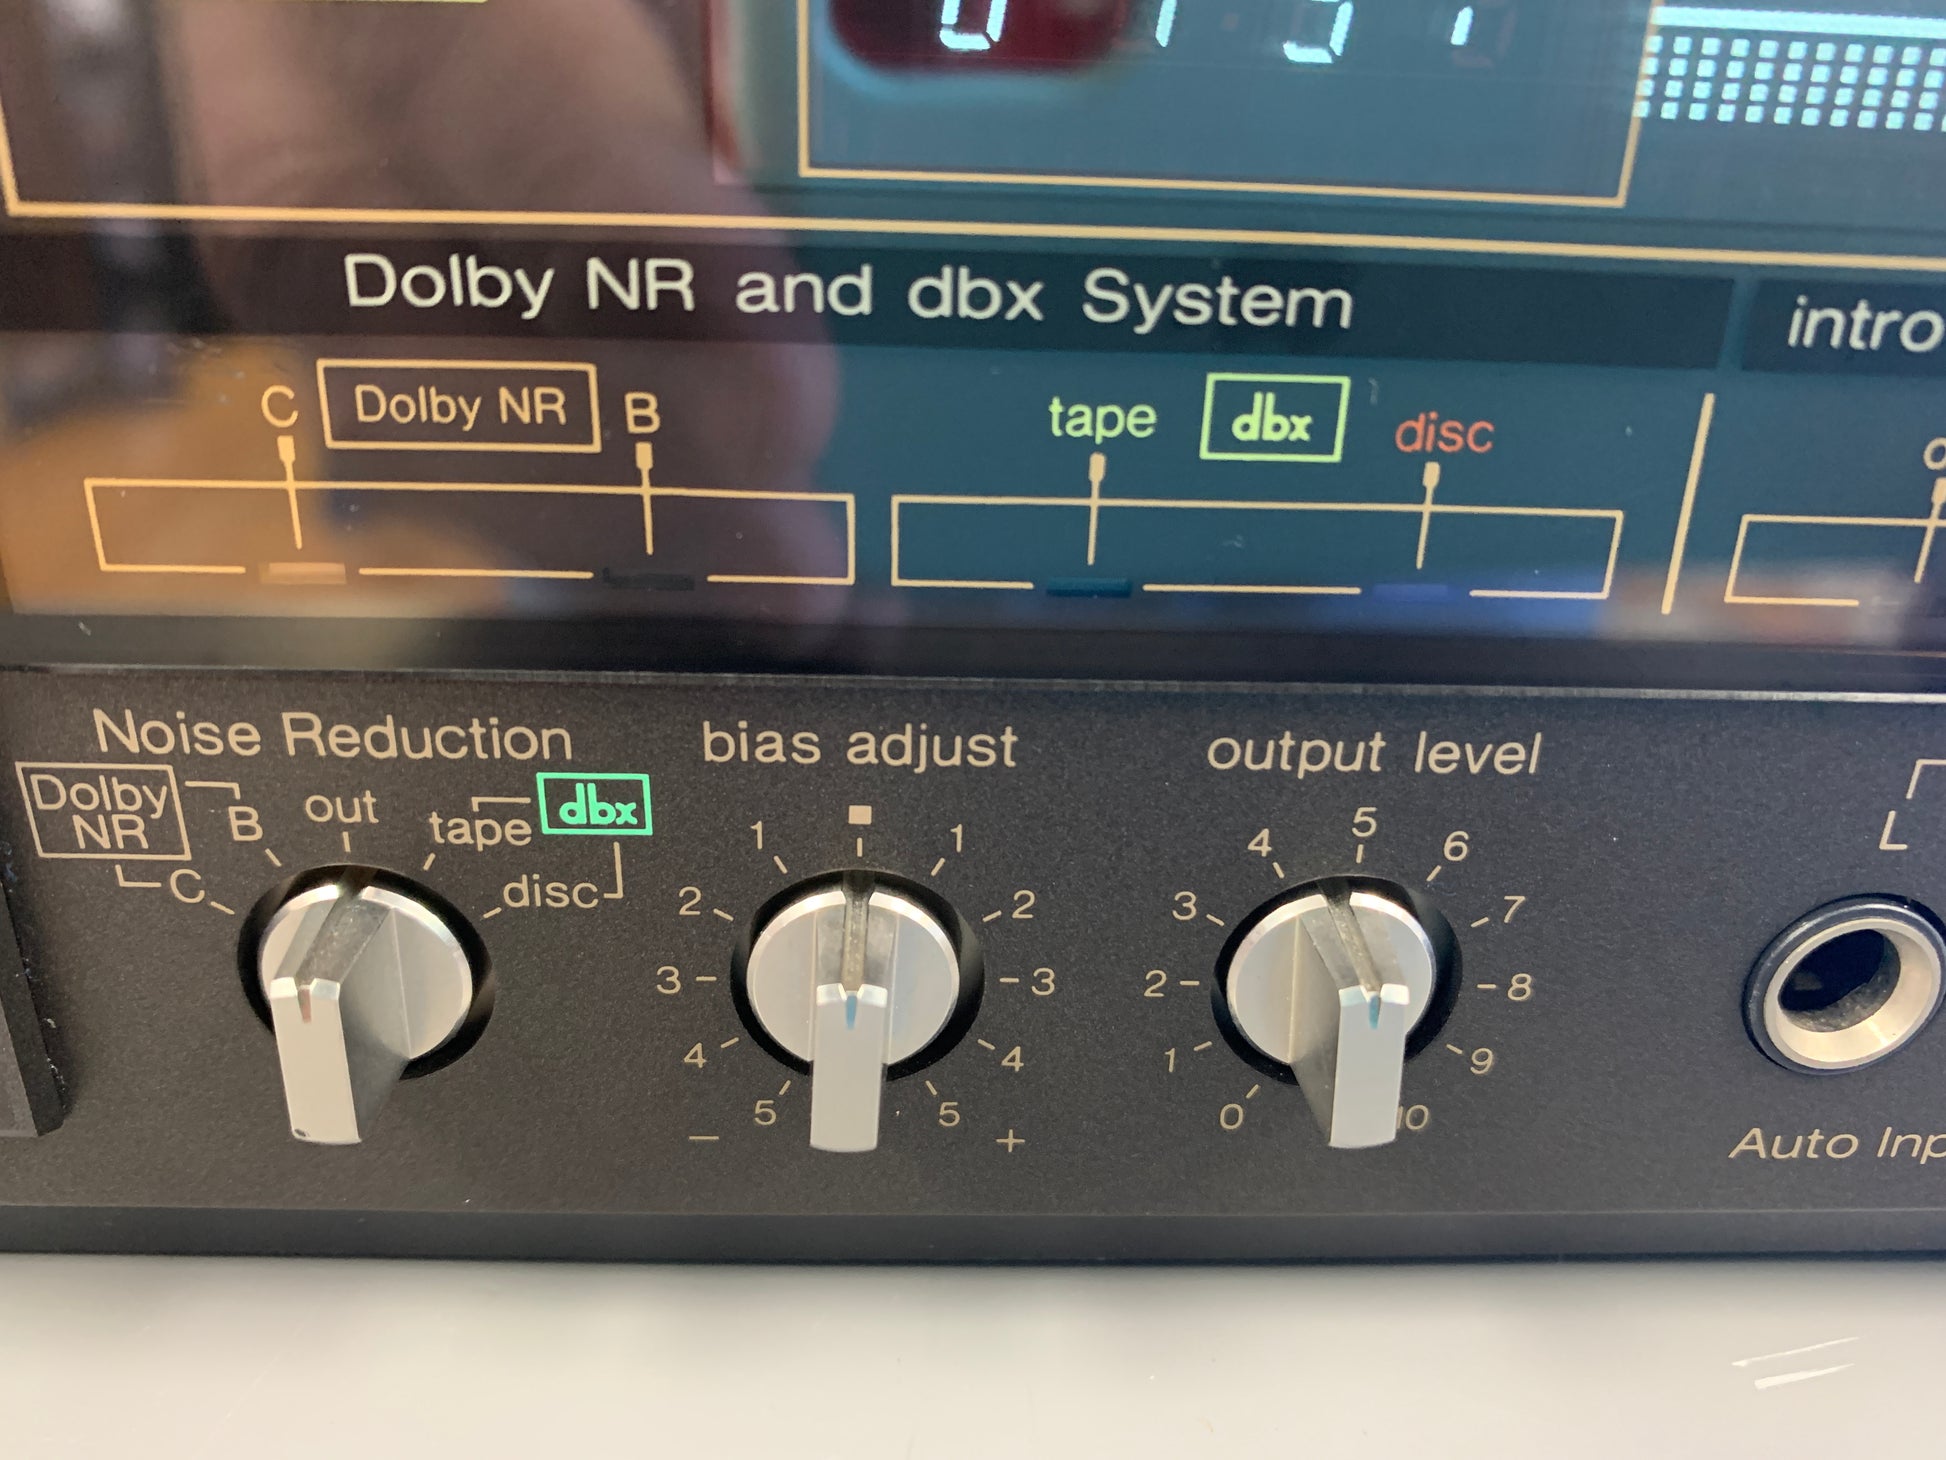 Dolby NR and dbx System
intro
C Dolby NR B
tape dbx disc
Noise Reduction
Dolby NR
B
out
tape
dbx
C
disc
bias adjust
1 1
2 2
3 3
4 4
5 5
– +
output level
5
4 6
3 7
2 8
1 9
0 10
L
Auto Inp